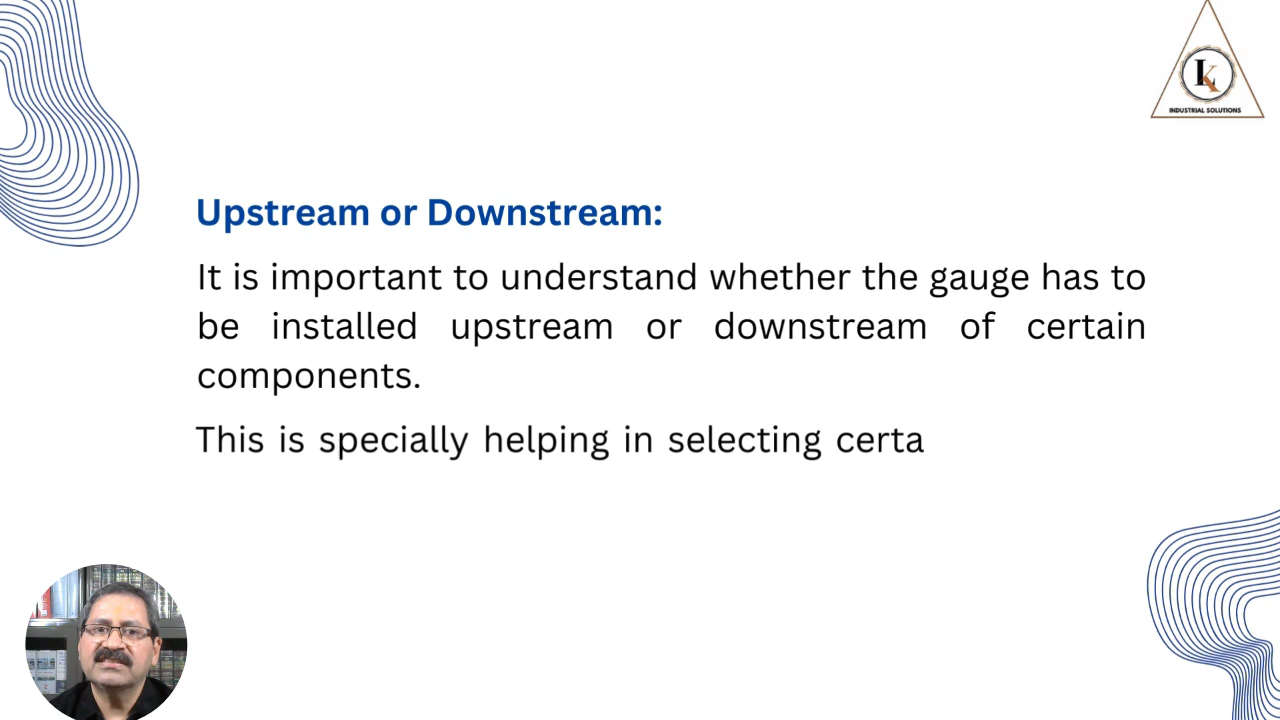 LK
INDUSTRIAL SOLUTIONS
Upstream or Downstream:
It is important to understand whether the gauge has to
be installed upstream or downstream of certain
components.
This is specially helping in selecting certa